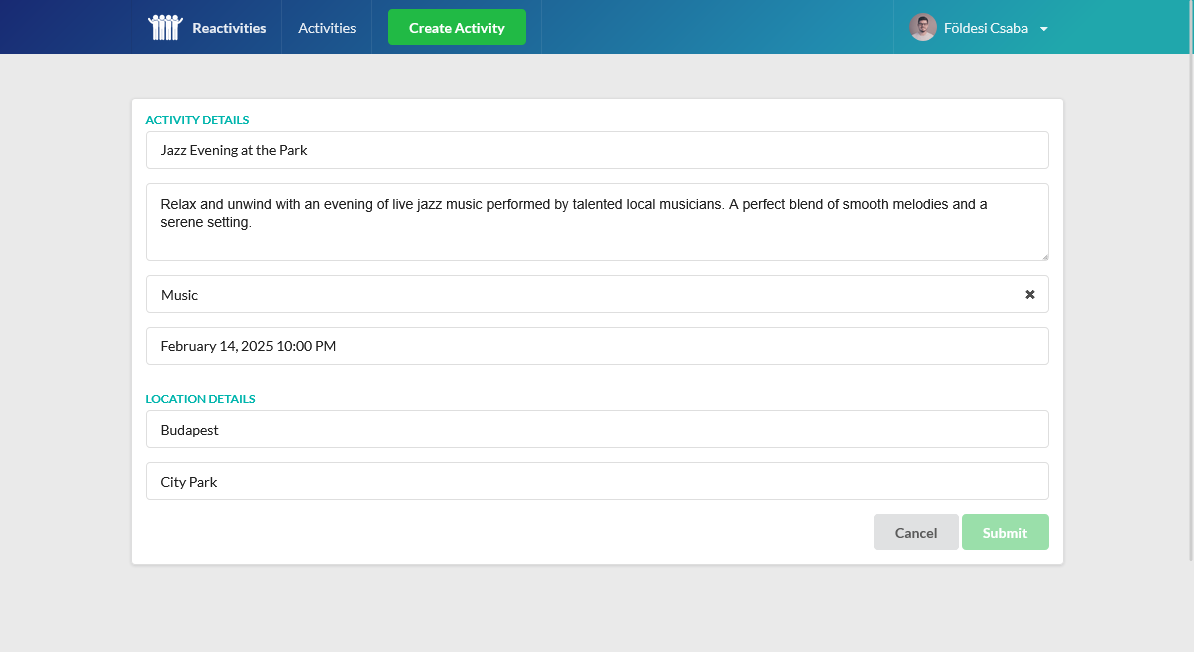 Reactivities
Activities
Create Activity
Földesi Csaba
ACTIVITY DETAILS
Jazz Evening at the Park
Relax and unwind with an evening of live jazz music performed by talented local musicians. A perfect blend of smooth melodies and a
serene setting.
Music
February 14, 2025 10:00 PM
LOCATION DETAILS
Budapest
City Park
Cancel
Submit